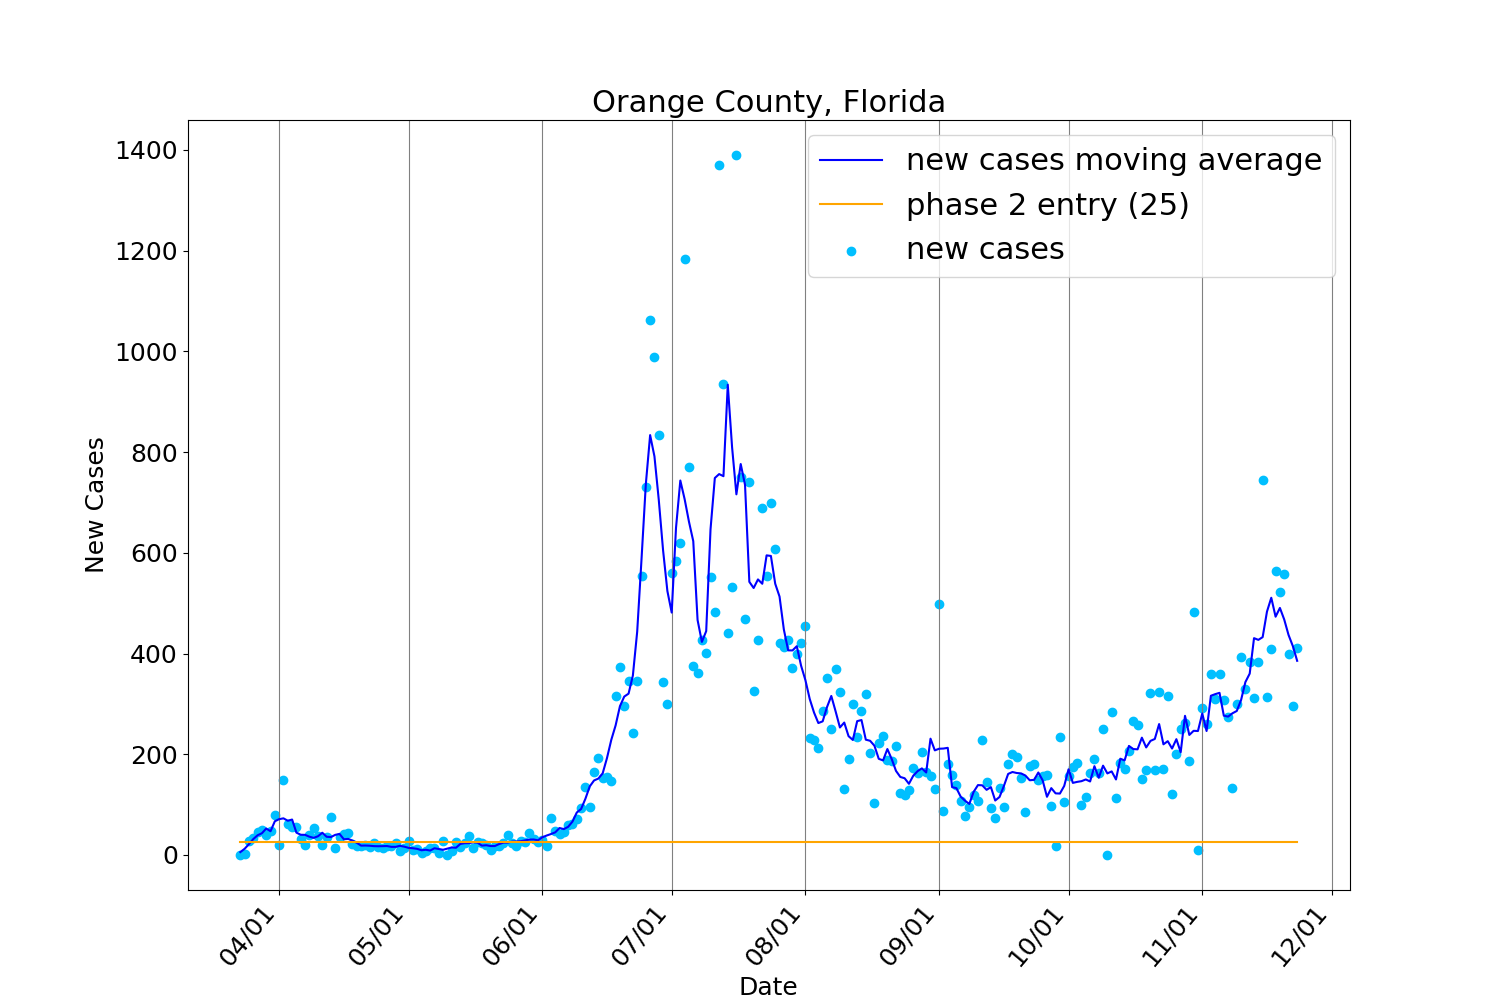 Orange County, Florida
new cases moving average
phase 2 entry (25)
new cases
New Cases
1400
1200
1000
800
600
400
200
0
04/01 05/01 06/01 07/01 08/01 09/01 10/01 11/01 12/01
Date